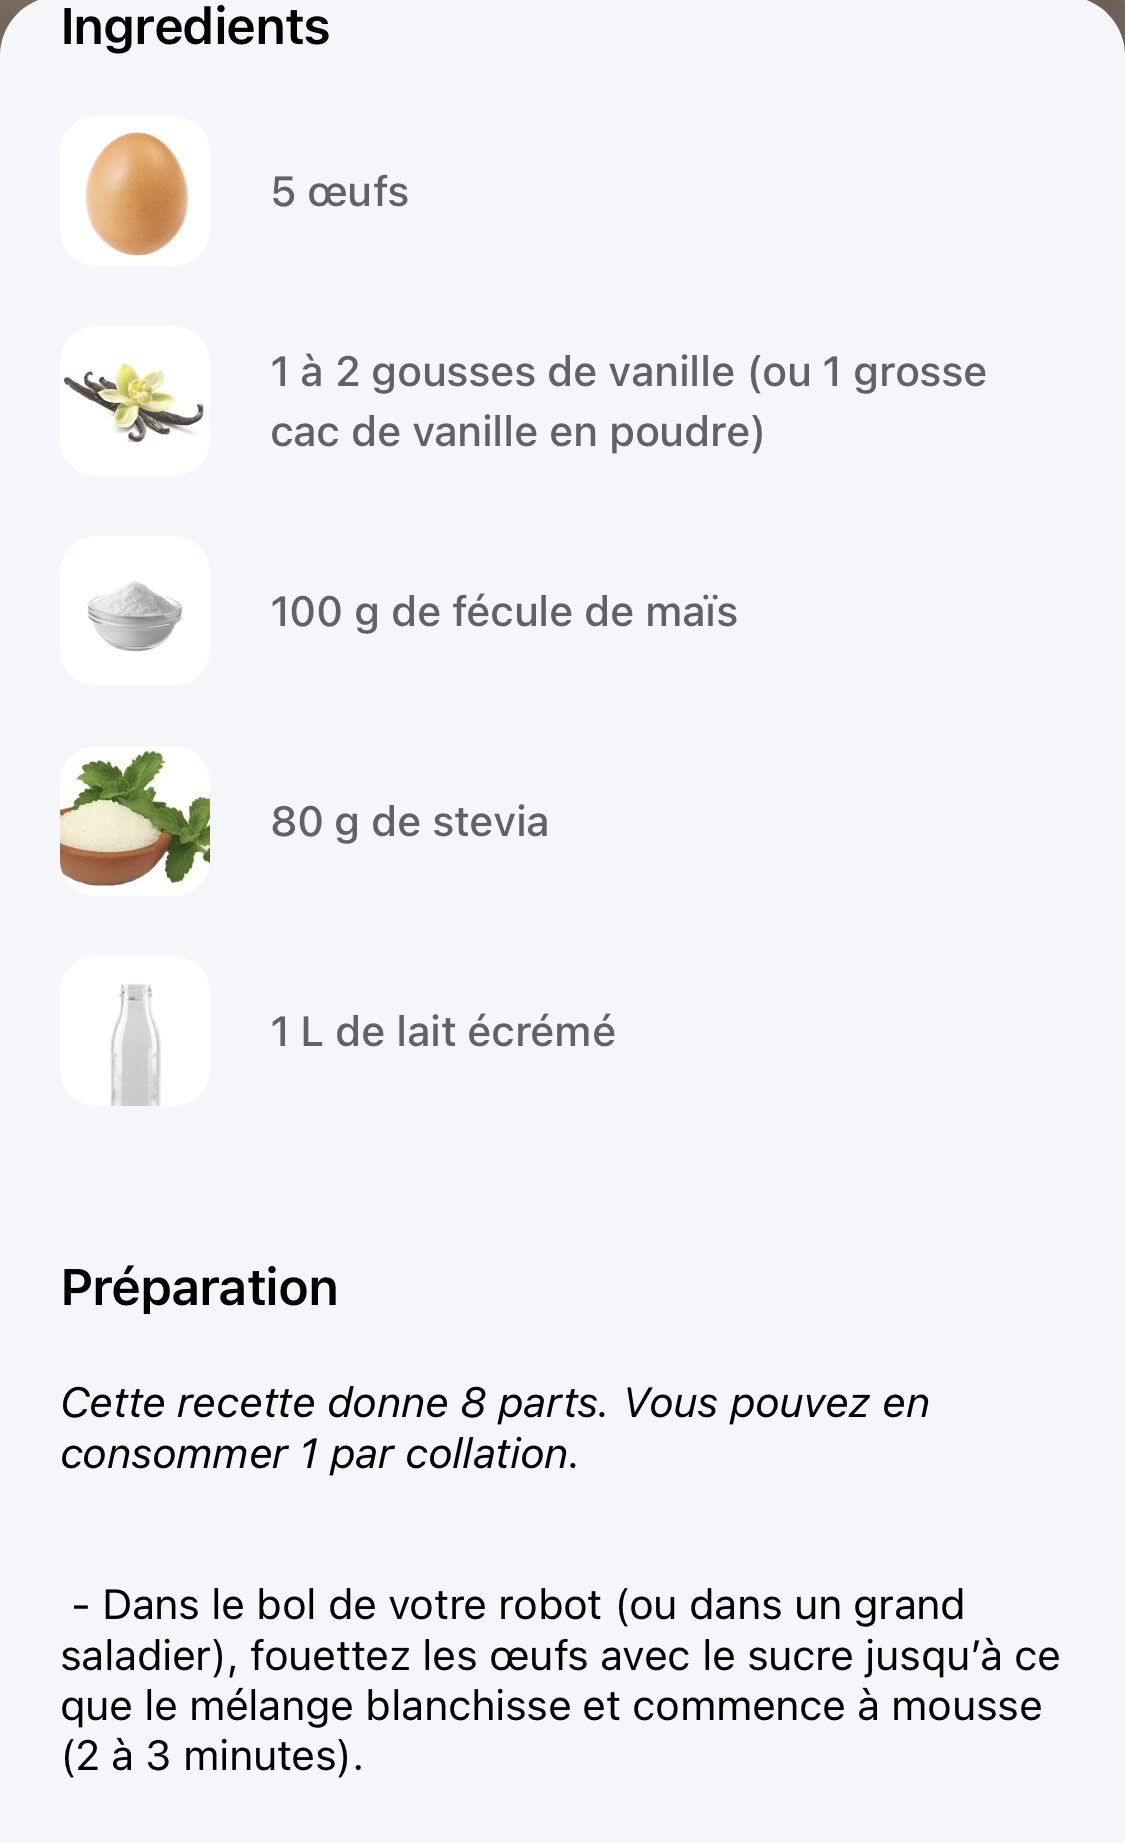 Ingredients
5 œufs
1 à 2 gousses de vanille (ou 1 grosse
cac de vanille en poudre)
100 g de fécule de maïs
80 g de stevia
1 L de lait écrémé
Préparation
Cette recette donne 8 parts. Vous pouvez en
consommer 1 par collation.
- Dans le bol de votre robot (ou dans un grand
saladier), fouettez les œufs avec le sucre jusqu’à ce
que le mélange blanchisse et commence à mousse
(2 à 3 minutes).